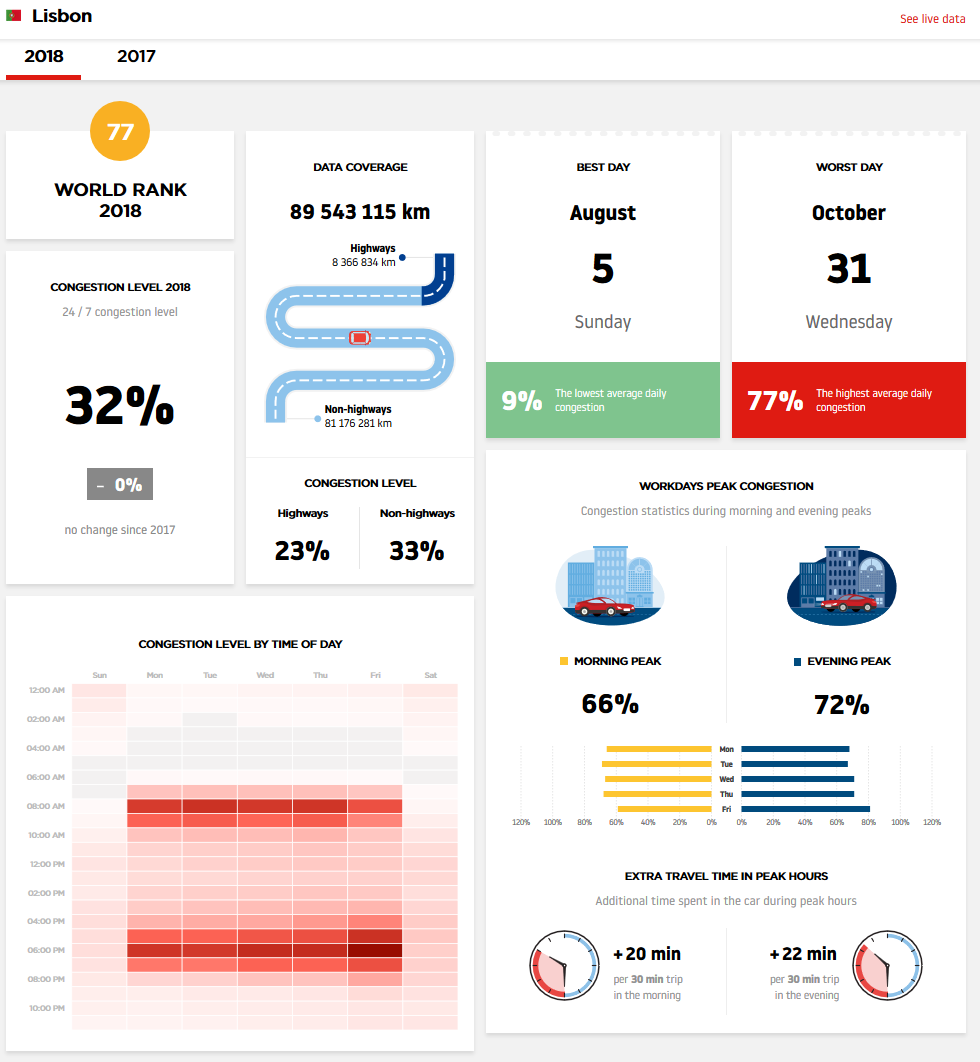 Lisbon
See live data
2018
2017
77
WORLD RANK
2018
CONGESTION LEVEL 2018
24 / 7 congestion level
32%
– 0%
no change since 2017
DATA COVERAGE
89 543 115 km
Highways
8 366 834 km
Non-highways
81 176 281 km
CONGESTION LEVEL
Highways
23%
Non-highways
33%
BEST DAY
August
5
Sunday
9%
The lowest average daily
congestion
WORST DAY
October
31
Wednesday
77%
The highest average daily
congestion
CONGESTION LEVEL BY TIME OF DAY
Sun Mon Tue Wed Thu Fri Sat
12:00 AM
02:00 AM
04:00 AM
06:00 AM
08:00 AM
10:00 AM
12:00 PM
02:00 PM
04:00 PM
06:00 PM
08:00 PM
10:00 PM
WORKDAYS PEAK CONGESTION
Congestion statistics during morning and evening peaks
MORNING PEAK
66%
EVENING PEAK
72%
Mon
Tue
Wed
Thu
Fri
120% 100% 80% 60% 40% 20% 0% 0% 20% 40% 60% 80% 100% 120%
EXTRA TRAVEL TIME IN PEAK HOURS
Additional time spent in the car during peak hours
+ 20 min
per 30 min trip
in the morning
+ 22 min
per 30 min trip
in the evening